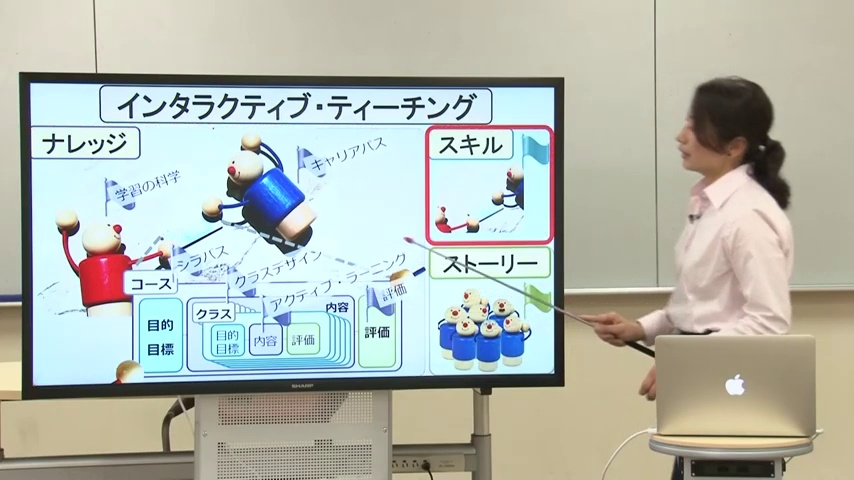 インタラクティブ・ティーチング
ナレッジ
スキル
学習の科学
キャリアパス
シラバス
クラスデザイン
アクティブ・ラーニング
評価
ストーリー
コース
目的
目標
クラス
内容
目的
目標
内容
評価
評価
SHARP